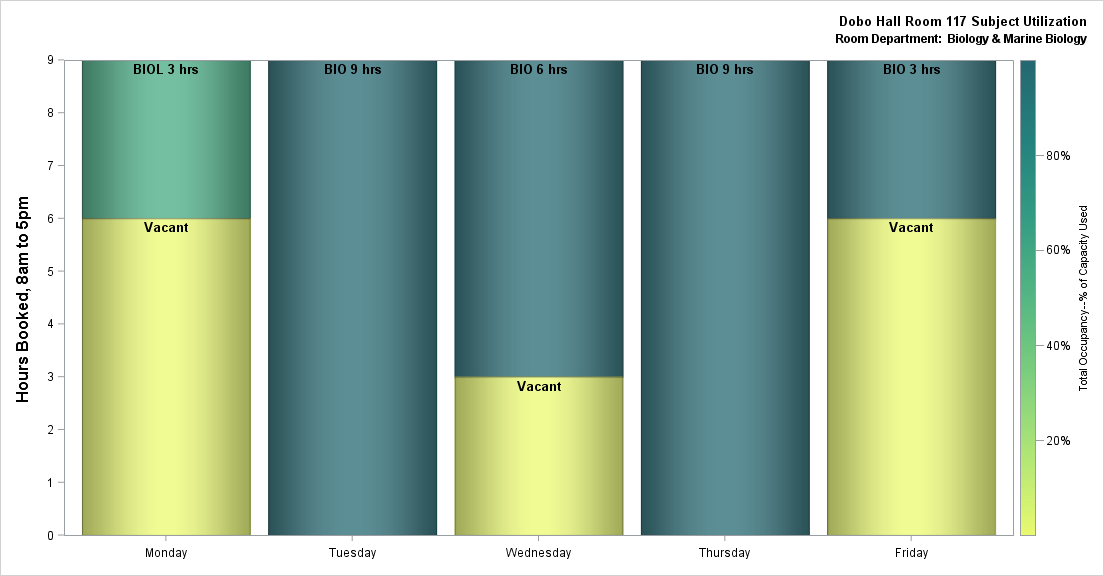 Dobo Hall Room 117 Subject Utilization
Room Department: Biology & Marine Biology
Hours Booked, 8am to 5pm
9
8
7
6
5
4
3
2
1
0
BIOL 3 hrs
BIO 9 hrs
BIO 6 hrs
BIO 9 hrs
BIO 3 hrs
Vacant
Vacant
Vacant
Monday
Tuesday
Wednesday
Thursday
Friday
80%
60%
40%
20%
Total Occupancy--% of Capacity Used